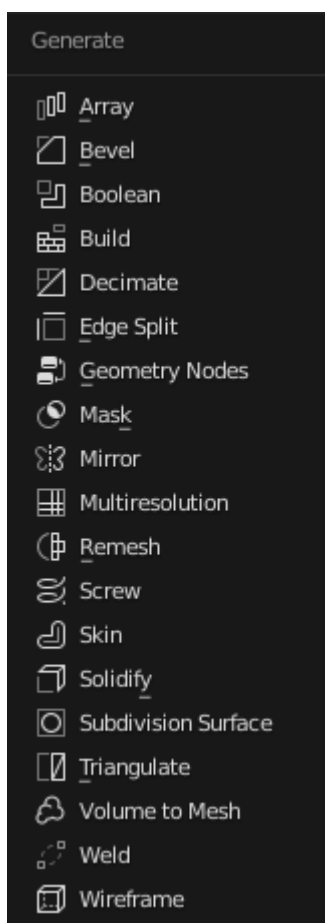 Generate
Array
Bevel
Boolean
Build
Decimate
Edge Split
Geometry Nodes
Mask
Mirror
Multiresolution
Remesh
Screw
Skin
Solidify
Subdivision Surface
Triangulate
Volume to Mesh
Weld
Wireframe